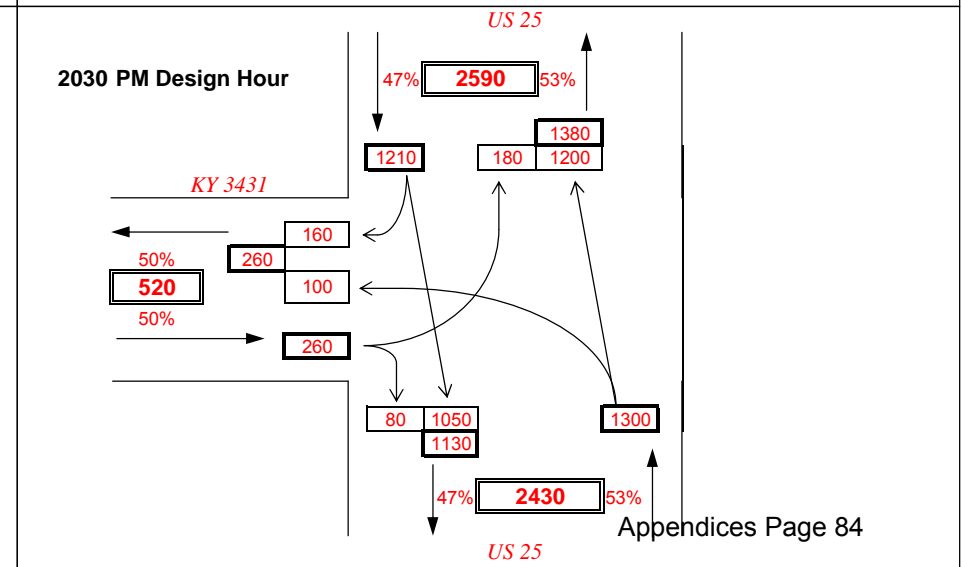 US 25
2030 PM Design Hour
47% 2590 53%
1380
1210 180 1200
KY 3431
160
50% 260
520 100
50%
260
80 1050 1300
1130
47% 2430 53%
Appendices Page 84
US 25